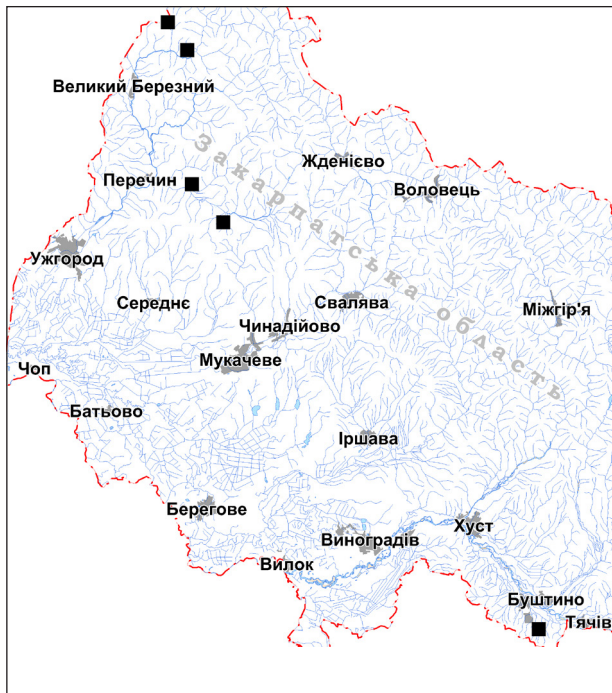 Великий Березний
Жденієво
Перечин
Воловець
Закарпатська область
Ужгород
Середнє
Свалява
Міжгір'я
Чинадійово
Мукачеве
Чоп
Батьово
Іршава
Берегове
Виноградів
Хуст
Вилок
Буштино
Тячів